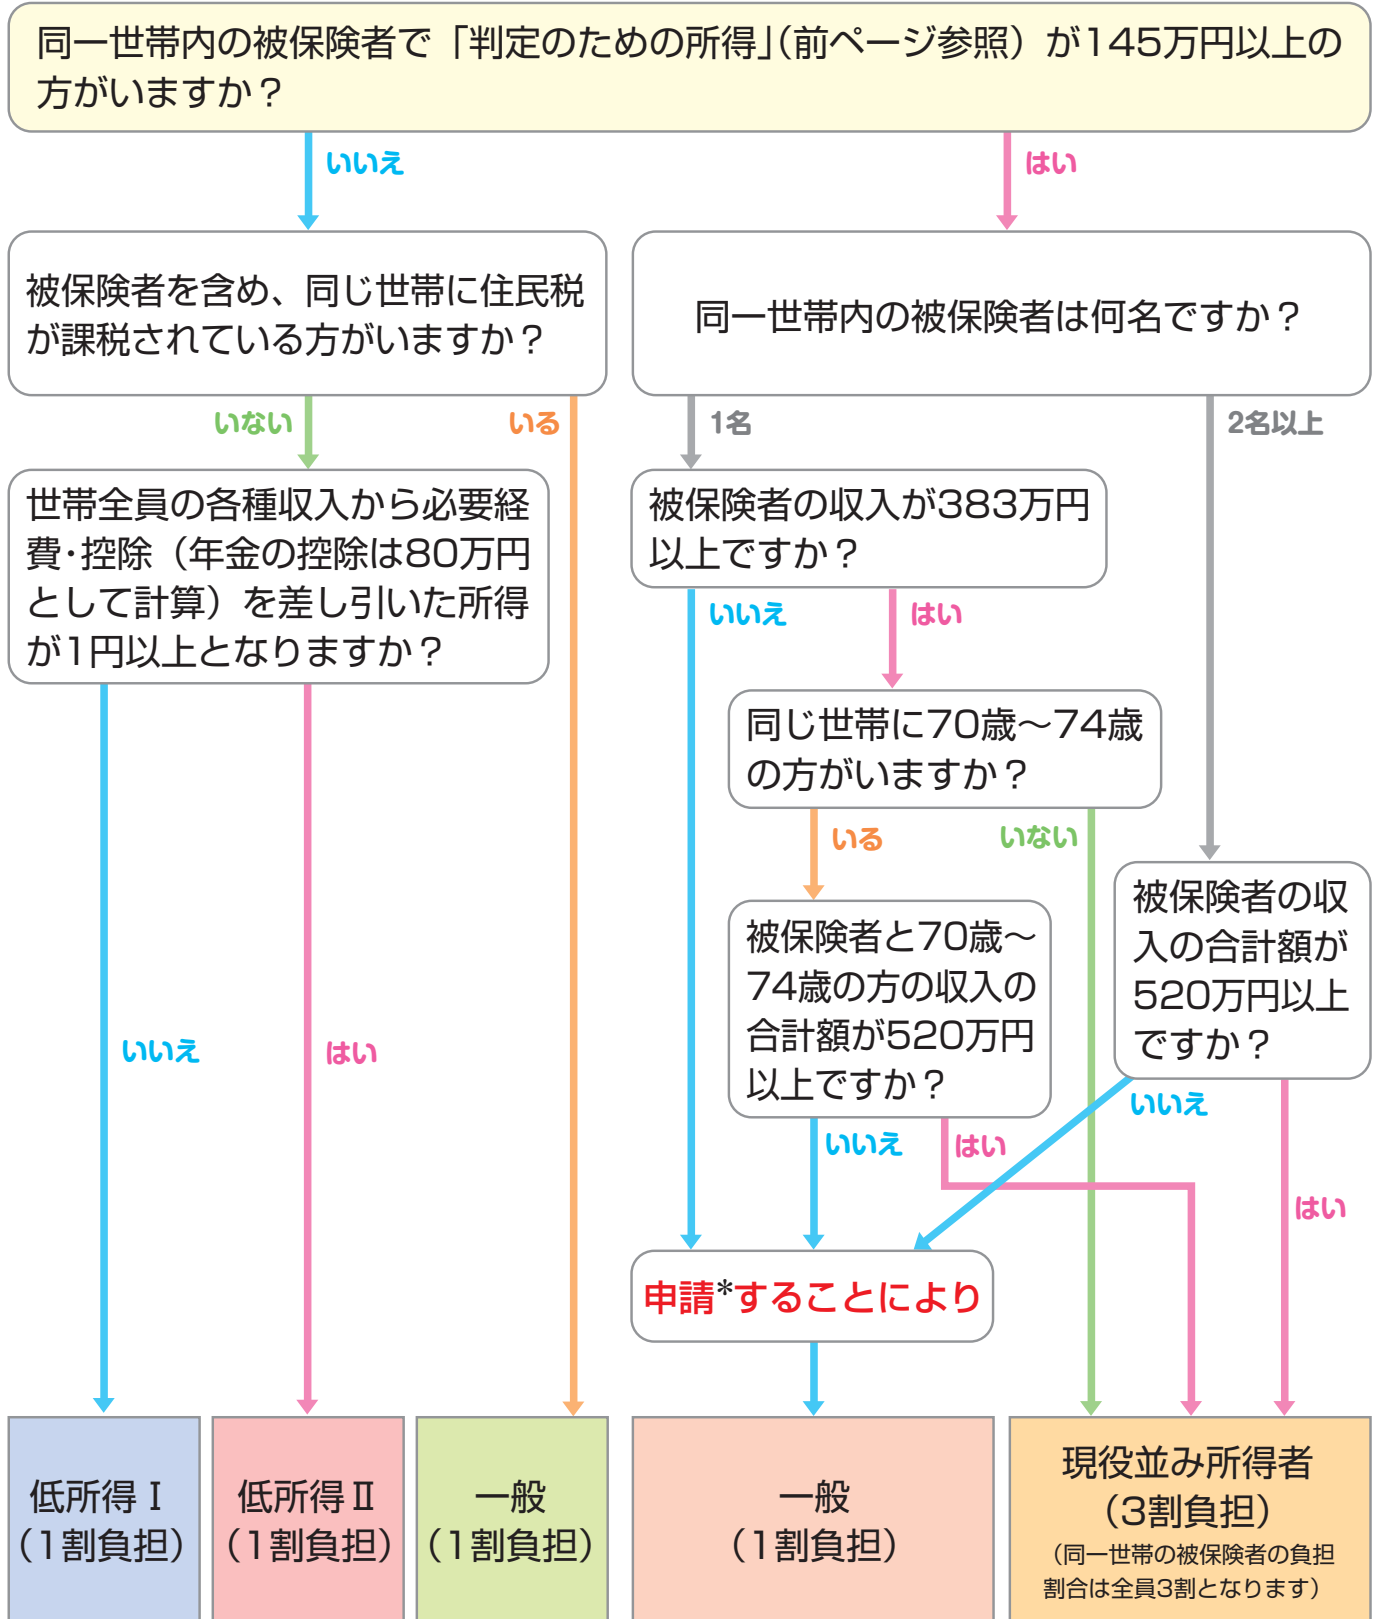 同一世帯内の被保険者で「判定のための所得」（前ページ参照）が145万円以上の
方がいますか？
いいえ
はい
被保険者を含め、同じ世帯に住民税
が課税されている方がいますか？
同一世帯内の被保険者は何名ですか？
いない
いる
1名
2名以上
世帯全員の各種収入から必要経
費･控除（年金の控除は80万円
として計算）を差し引いた所得
が1円以上となりますか？
被保険者の収入が383万円
以上ですか？
いいえ
はい
同じ世帯に70歳～74歳
の方がいますか？
いる
いない
被保険者と70歳～
74歳の方の収入の
合計額が520万円
以上ですか？
被保険者の収
入の合計額が
520万円以上
ですか？
いいえ
はい
いいえ
はい
いいえ
はい
申請*することにより
低所得Ⅰ
（1割負担）
低所得Ⅱ
（1割負担）
一般
（1割負担）
一般
（1割負担）
現役並み所得者
（3割負担）
（同一世帯の被保険者の負担
割合は全員3割となります）